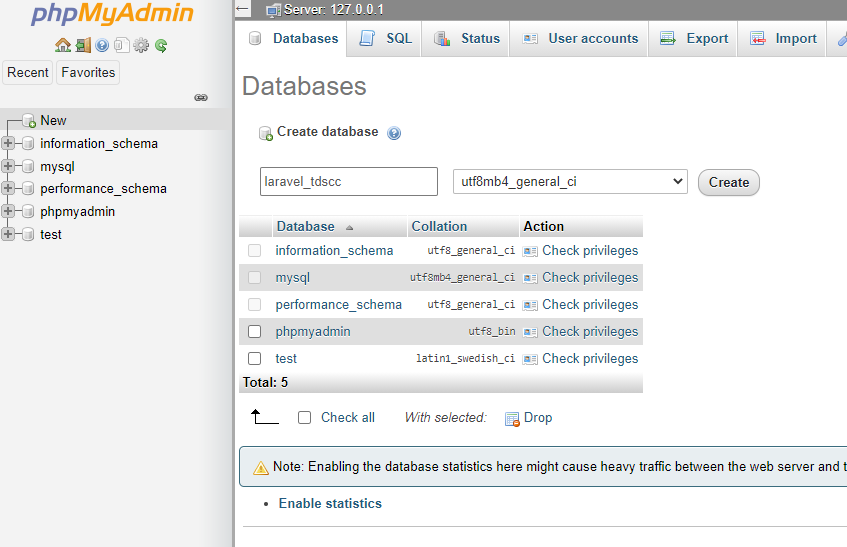 phpMyAdmin
Recent Favorites
New
information_schema
mysql
performance_schema
phpmyadmin
test
Server: 127.0.0.1
Databases SQL Status User accounts Export Import
Databases
Create database
laravel_tdscc utf8mb4_general_ci Create
Database Collation Action
information_schema utf8_general_ci Check privileges
mysql utf8mb4_general_ci Check privileges
performance_schema utf8_general_ci Check privileges
phpmyadmin utf8_bin Check privileges
test latin1_swedish_ci Check privileges
Total: 5
Check all With selected: Drop
Note: Enabling the database statistics here might cause heavy traffic between the web server and
Enable statistics